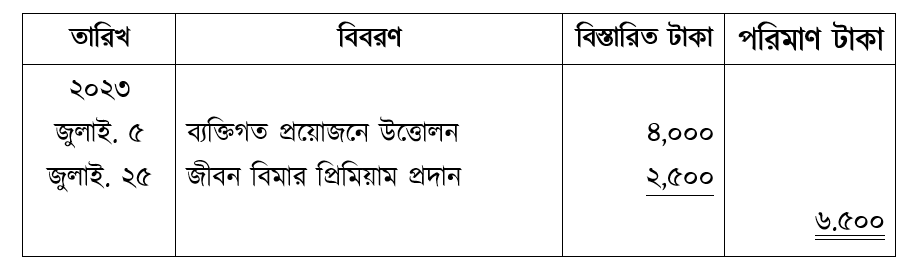 তারিখ বিবরণ বিস্তারিত টাকা পরিমাণ টাকা
২০২৩
জুলাই. ৫ ব্যক্তিগত প্রয়োজনে উত্তোলন ৪,০০০
জুলাই. ২৫ জীবন বিমার প্রিমিয়াম প্রদান ২,৫০০
৬.৫০০